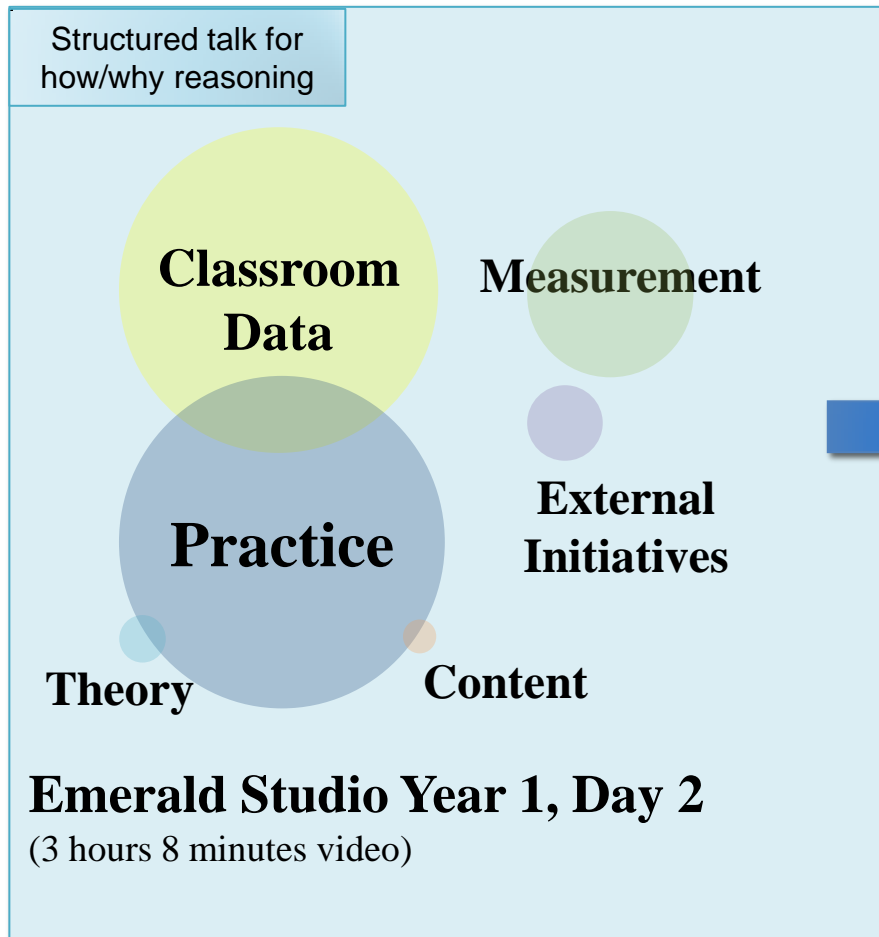 Structured talk for
how/why reasoning
Classroom
Data
Measurement
Practice
External
Initiatives
Theory
Content
Emerald Studio Year 1, Day 2
(3 hours 8 minutes video)